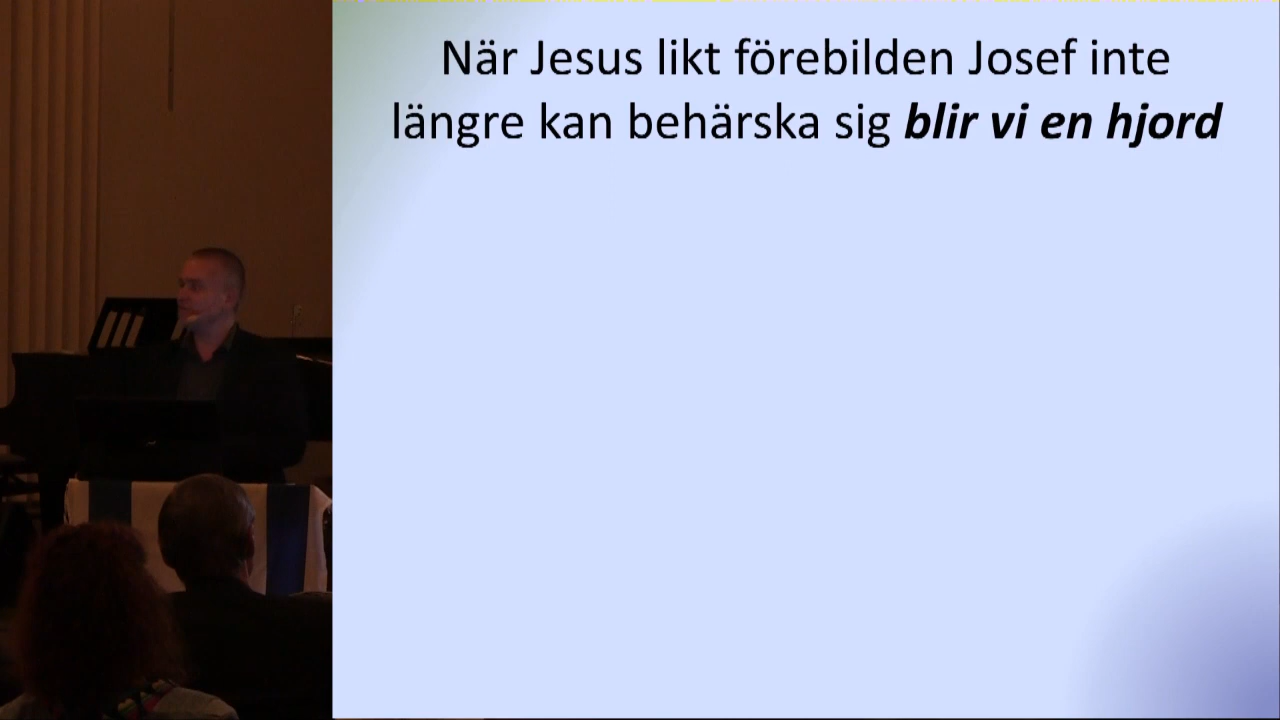 När Jesus likt förebilden Josef inte
längre kan behärska sig blir vi en hjord